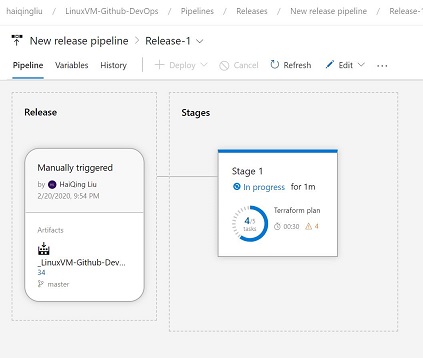 haiqingliu / LinuxVM-Github-DevOps / Pipelines / Releases / New release pipeline / Release-1
New release pipeline > Release-1
Pipeline Variables History + Deploy Cancel Refresh Edit ...
Release
Stages
Manually triggered
by HaiQing Liu
2/20/2020, 9:54 PM
Artifacts
_LinuxVM-Github-Dev...
34
master
Stage 1
In progress for 1m
4/5
tasks
Terraform plan
00:30 4